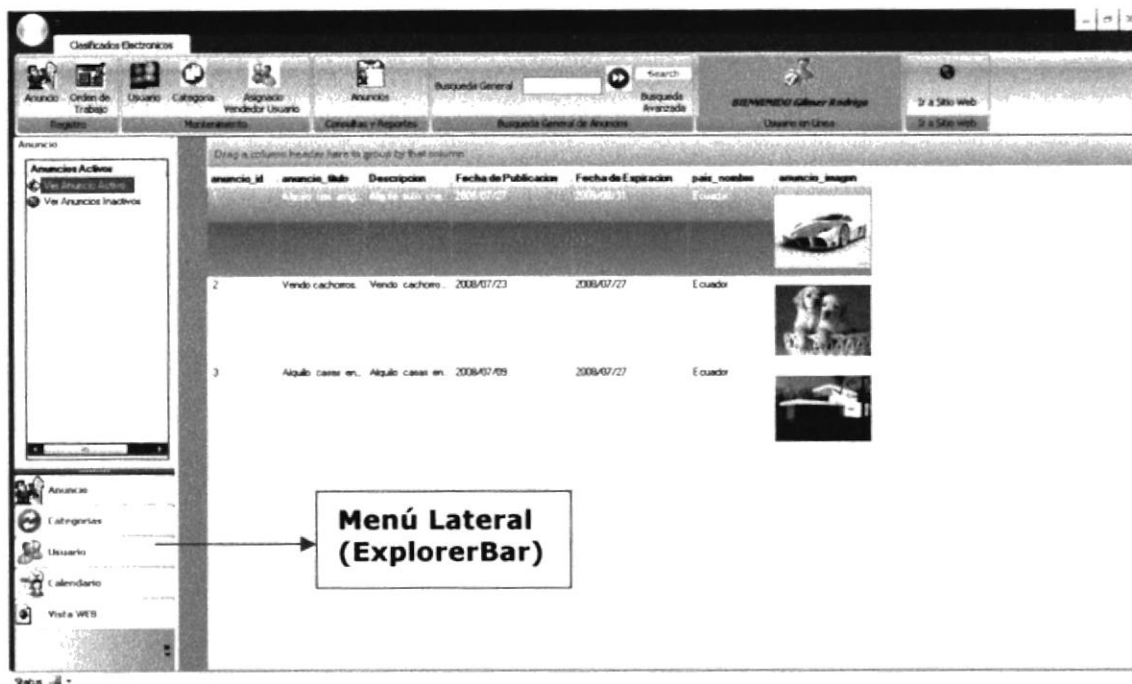 Clasificados Electronicos
Anuncio Orden de Trabajo
Registro
Usuario Categoria Asignacio Vendedor Usuario
Anuncios
Consultas y Reportes
Busqueda General
Search
Busqueda Avanzada
Busqueda General de Anuncios
BIENVENIDO
Usuario en Linea
Ir a Sitio Web
Ir a Sitio web
Anuncio
Anuncios Activos
Ver Anuncio Activo
Ver Anuncios Inactivos
Drag a column header here to group by that column
anuncio_id anuncio_titulo Descripcion Fecha de Publicacion Fecha de Expiracion pais_nombre anuncio_imagen
Ecuador
2 Vendo cachorros. Vendo cachorro.. 2008/07/23 2008/07/27 Ecuador
3 Alquilo casas en.. Alquilo casas en. 2008/07/09 2008/07/27 Ecuador
Anuncio
Categorias
Usuario
Calendario
Vista WEB
Menú Lateral
(ExplorerBar)
Status